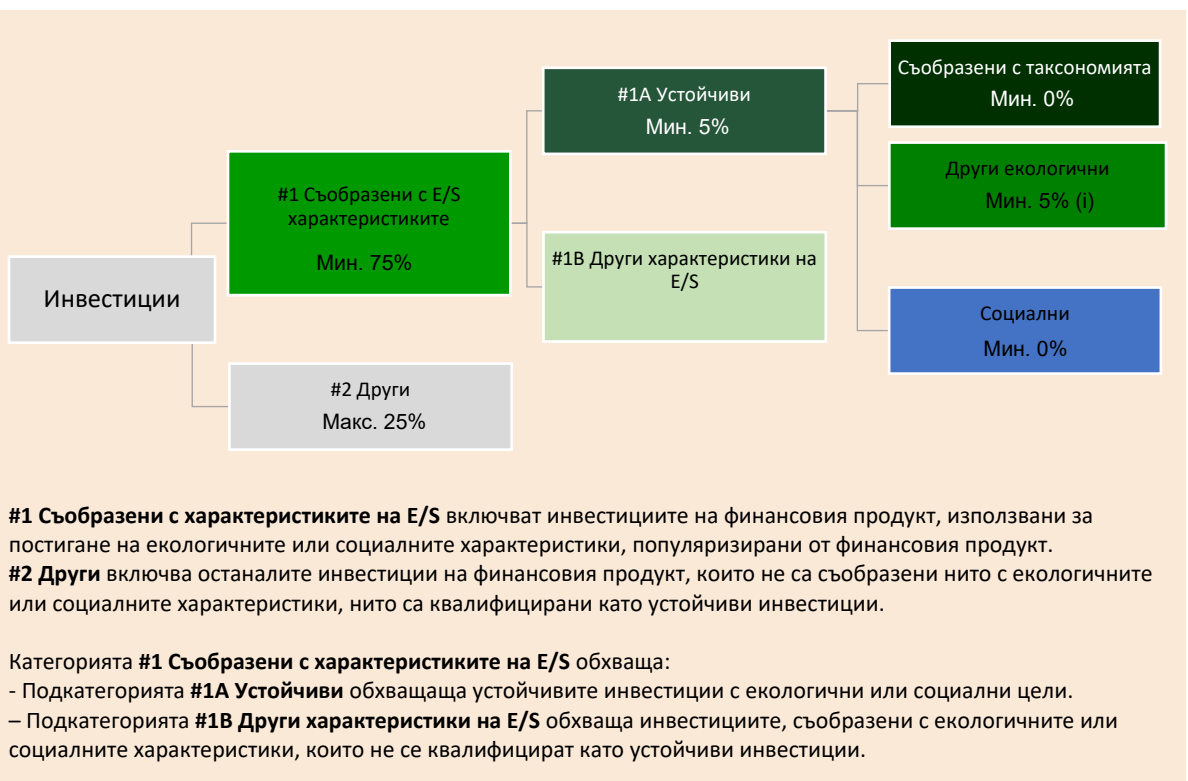 Инвестиции
#1 Съобразени с E/S
характеристиките
Мин. 75%
#2 Други
Макс. 25%
#1A Устойчиви
Мин. 5%
#1B Други характеристики на
E/S
Съобразени с таксономията
Мин. 0%
Други екологични
Мин. 5% (i)
Социални
Мин. 0%
#1 Съобразени с характеристиките на E/S включват инвестициите на финансовия продукт, използвани за
постигане на екологичните или социалните характеристики, популяризирани от финансовия продукт.
#2 Други включва останалите инвестиции на финансовия продукт, които не са съобразени нито с екологичните
или социалните характеристики, нито са квалифицирани като устойчиви инвестиции.
Категорията #1 Съобразени с характеристиките на E/S обхваща:
- Подкатегорията #1A Устойчиви обхващаща устойчивите инвестиции с екологични или социални цели.
– Подкатегорията #1B Други характеристики на E/S обхваща инвестициите, съобразени с екологичните или
социалните характеристики, които не се квалифицират като устойчиви инвестиции.